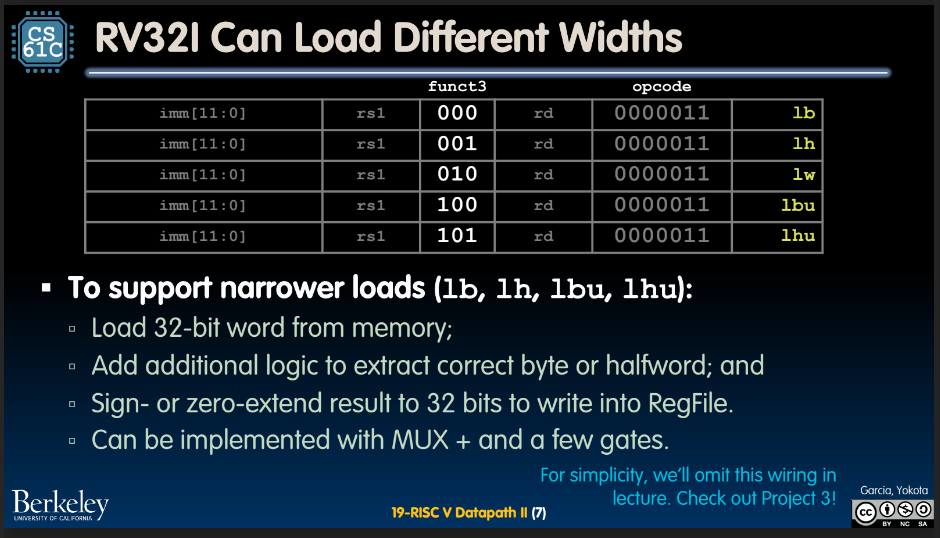 CS
61C
RV32I Can Load Different Widths
funct3 opcode
imm[11:0] rs1 000 rd 0000011 lb
imm[11:0] rs1 001 rd 0000011 lh
imm[11:0] rs1 010 rd 0000011 lw
imm[11:0] rs1 100 rd 0000011 lbu
imm[11:0] rs1 101 rd 0000011 lhu
▪ To support narrower loads (lb, lh, lbu, lhu):
▫ Load 32-bit word from memory;
▫ Add additional logic to extract correct byte or halfword; and
▫ Sign- or zero-extend result to 32 bits to write into RegFile.
▫ Can be implemented with MUX + and a few gates.
For simplicity, we’ll omit this wiring in
lecture. Check out Project 3!
Berkeley
UNIVERSITY OF CALIFORNIA
19-RISC V Datapath II (7)
Garcia, Yokota
cc
BY NC SA